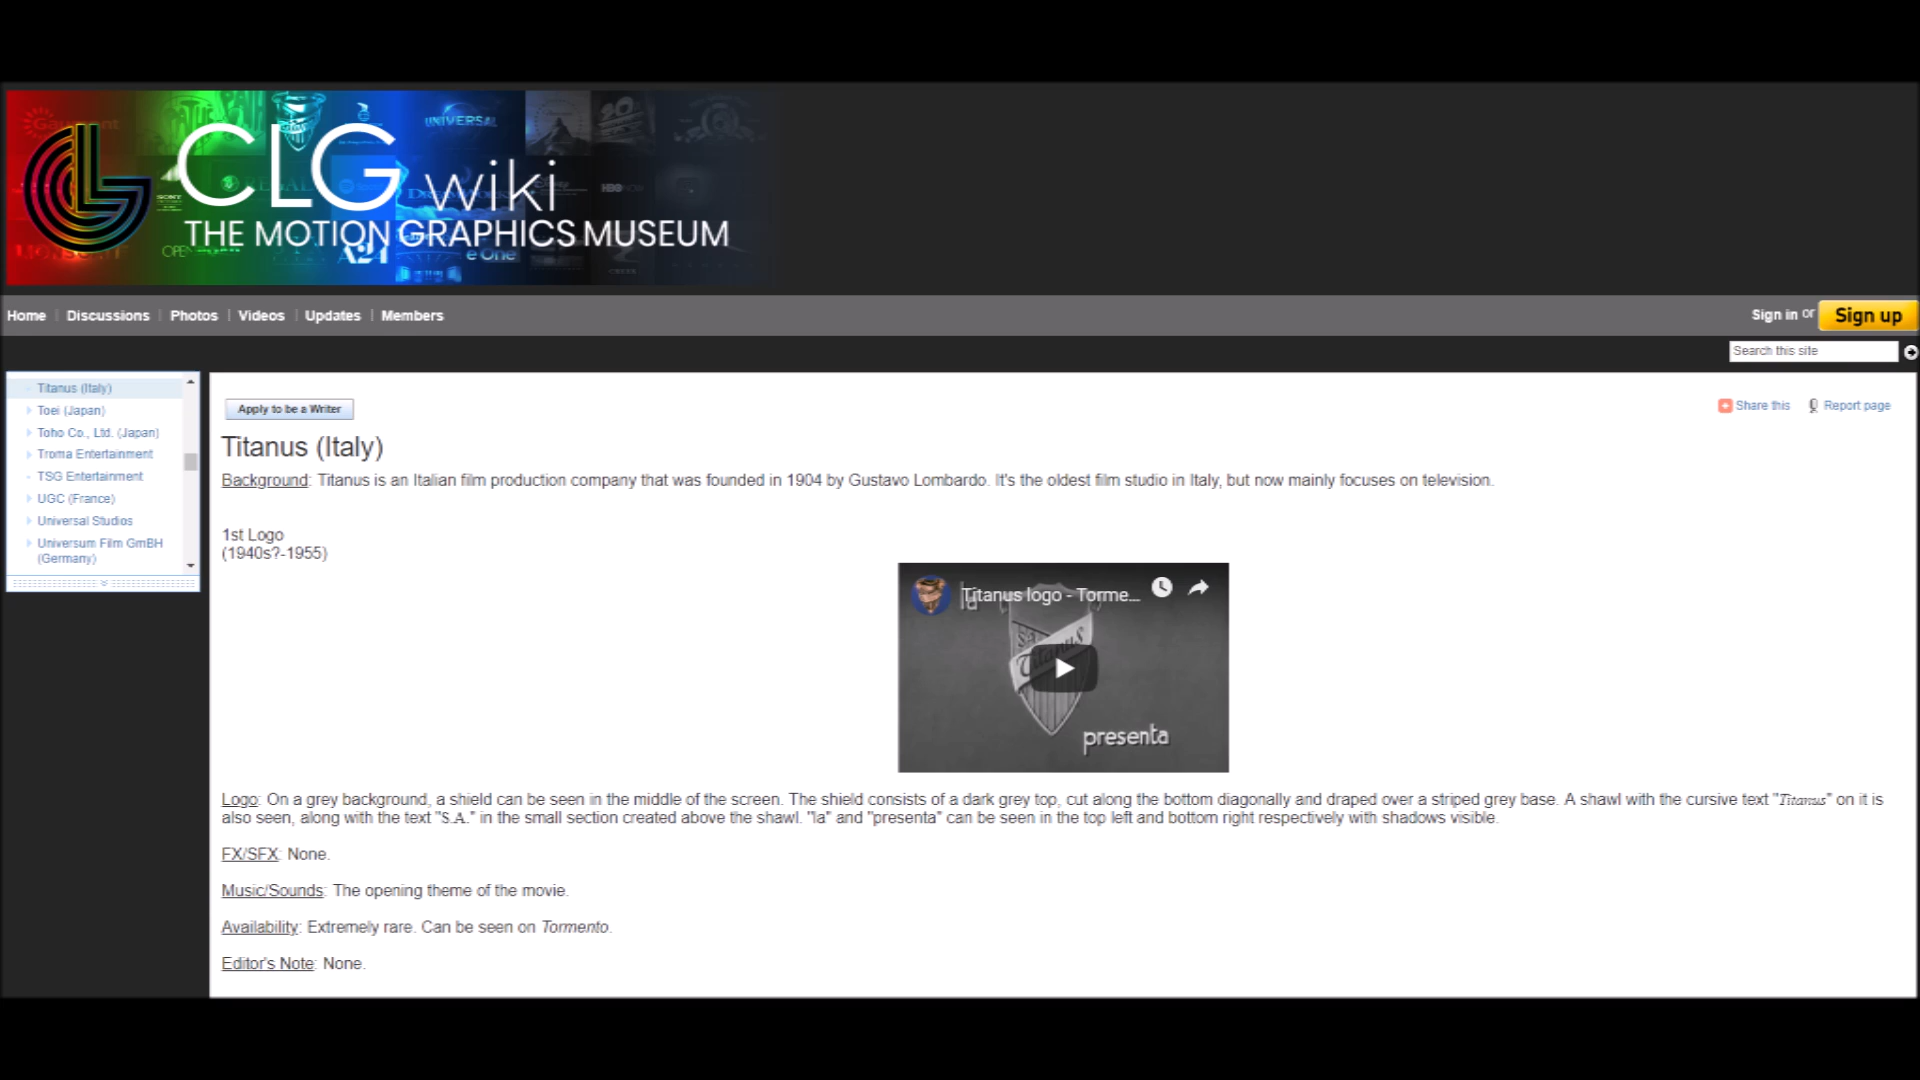 CLG wiki
THE MOTION GRAPHICS MUSEUM
UNIVERSAL
A24
e One
Home Discussions Photos Videos Updates Members
Sign in or Sign up
Search this site
Titanus (Italy)
Toei (Japan)
Toho Co., Ltd. (Japan)
Troma Entertainment
TSG Entertainment
UGC (France)
Universal Studios
Universum Film GmBH
(Germany)
Apply to be a Writer
Share this Report page
Titanus (Italy)
Background: Titanus is an Italian film production company that was founded in 1904 by Gustavo Lombardo. It's the oldest film studio in Italy, but now mainly focuses on television.
1st Logo
(1940s?-1955)
Titanus logo - Torme...
la
S.A.
Titanus
presenta
Logo: On a grey background, a shield can be seen in the middle of the screen. The shield consists of a dark grey top, cut along the bottom diagonally and draped over a striped grey base. A shawl with the cursive text "Titanus" on it is
also seen, along with the text "S.A." in the small section created above the shawl. "la" and "presenta" can be seen in the top left and bottom right respectively with shadows visible.
FX/SFX: None.
Music/Sounds: The opening theme of the movie.
Availability: Extremely rare. Can be seen on Tormento.
Editor's Note: None.